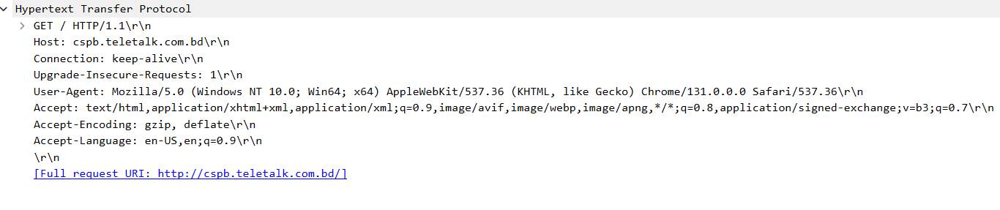 Hypertext Transfer Protocol
GET / HTTP/1.1\r\n
Host: cspb.teletalk.com.bd\r\n
Connection: keep-alive\r\n
Upgrade-Insecure-Requests: 1\r\n
User-Agent: Mozilla/5.0 (Windows NT 10.0; Win64; x64) AppleWebKit/537.36 (KHTML, like Gecko) Chrome/131.0.0.0 Safari/537.36\r\n
Accept: text/html,application/xhtml+xml,application/xml;q=0.9,image/avif,image/webp,image/apng,*/*;q=0.8,application/signed-exchange;v=b3;q=0.7\r\n
Accept-Encoding: gzip, deflate\r\n
Accept-Language: en-US,en;q=0.9\r\n
\r\n
[Full request URI: http://cspb.teletalk.com.bd/]